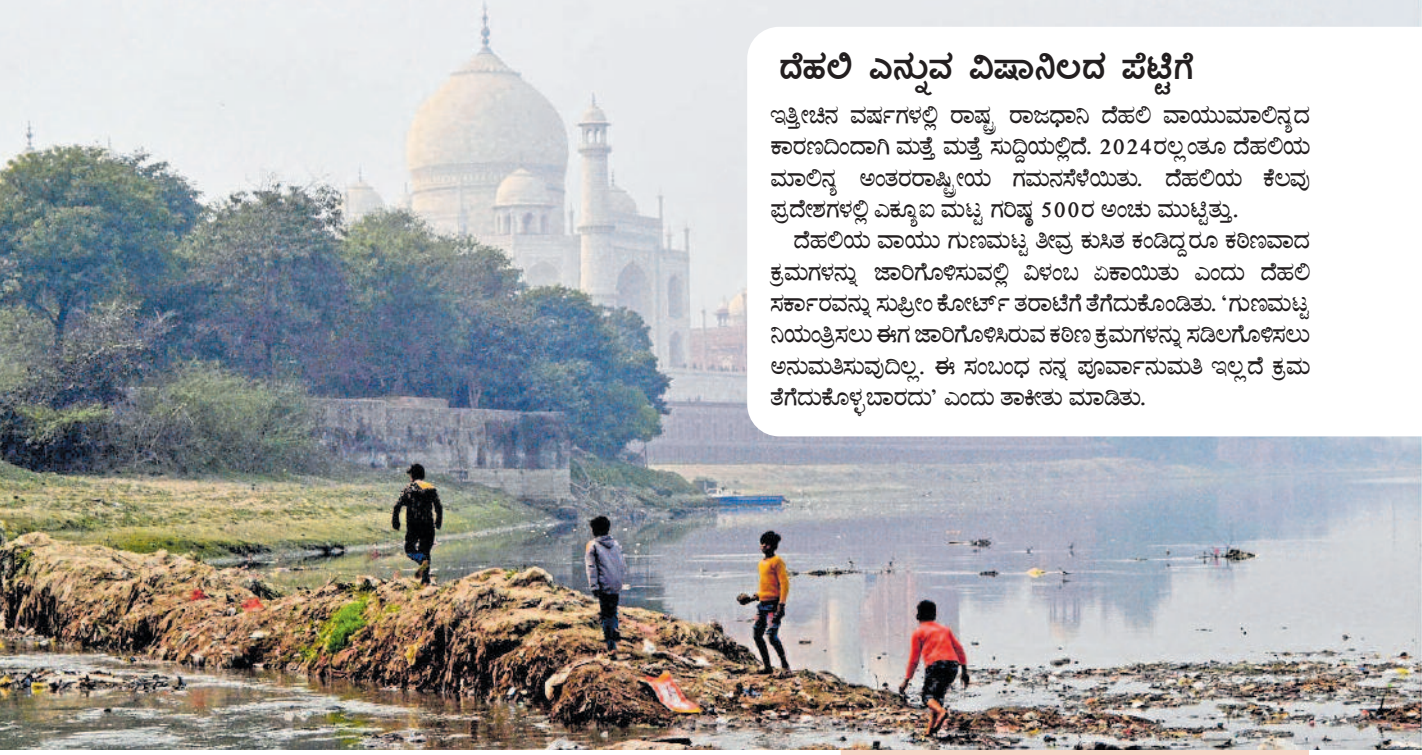 ದೆಹಲಿ ಎನ್ನುವ ವಿಷಾನಿಲದ ಪೆಟ್ಟಿಗೆ
ಇತ್ತೀಚಿನ ವರ್ಷಗಳಲ್ಲಿ ರಾಷ್ಟ್ರ ರಾಜಧಾನಿ ದೆಹಲಿ ವಾಯುಮಾಲಿನ್ಯದ
ಕಾರಣದಿಂದಾಗಿ ಮತ್ತೆ ಮತ್ತೆ ಸುದ್ದಿಯಲ್ಲಿದೆ. 2024ರಲ್ಲಂತೂ ದೆಹಲಿಯ
ಮಾಲಿನ್ಯ ಅಂತರರಾಷ್ಟ್ರೀಯ ಗಮನಸೆಳೆಯಿತು. ದೆಹಲಿಯ ಕೆಲವು
ಪ್ರದೇಶಗಳಲ್ಲಿ ಎಕ್ಯೂಐ ಮಟ್ಟ ಗರಿಷ್ಠ 500ರ ಅಂಚು ಮುಟ್ಟಿತ್ತು.
ದೆಹಲಿಯ ವಾಯು ಗುಣಮಟ್ಟ ತೀವ್ರ ಕುಸಿತ ಕಂಡಿದ್ದರೂ ಕಠಿಣವಾದ
ಕ್ರಮಗಳನ್ನು ಜಾರಿಗೊಳಿಸುವಲ್ಲಿ ವಿಳಂಬ ಏಕಾಯಿತು ಎಂದು ದೆಹಲಿ
ಸರ್ಕಾರವನ್ನು ಸುಪ್ರೀಂ ಕೋರ್ಟ್ ತರಾಟೆಗೆ ತೆಗೆದುಕೊಂಡಿತು. ‘ಗುಣಮಟ್ಟ
ನಿಯಂತ್ರಿಸಲು ಈಗ ಜಾರಿಗೊಳಿಸಿರುವ ಕಠಿಣ ಕ್ರಮಗಳನ್ನು ಸಡಿಲಗೊಳಿಸಲು
ಅನುಮತಿಸುವುದಿಲ್ಲ. ಈ ಸಂಬಂಧ ನನ್ನ ಪೂರ್ವಾನುಮತಿ ಇಲ್ಲದೆ ಕ್ರಮ
ತೆಗೆದುಕೊಳ್ಳಬಾರದು’ ಎಂದು ತಾಕೀತು ಮಾಡಿತು.